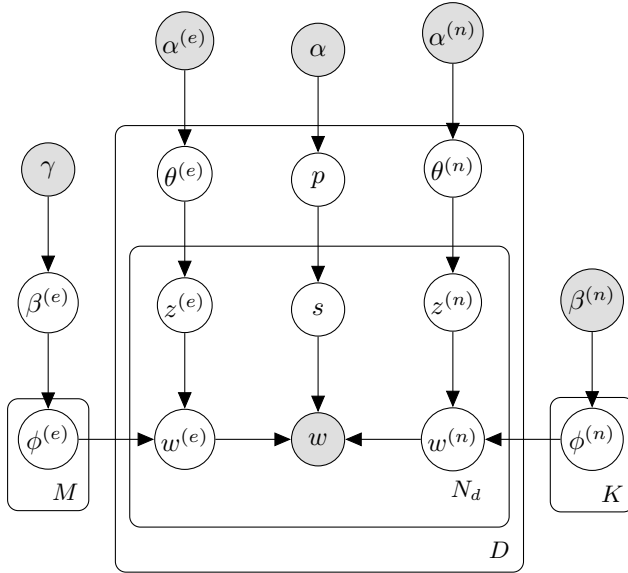 α^(e) α α^(n)
γ θ^(e) p θ^(n)
β^(e) z^(e) s z^(n) β^(n)
ϕ^(e) w^(e) w w^(n) ϕ^(n)
M N_d K
D